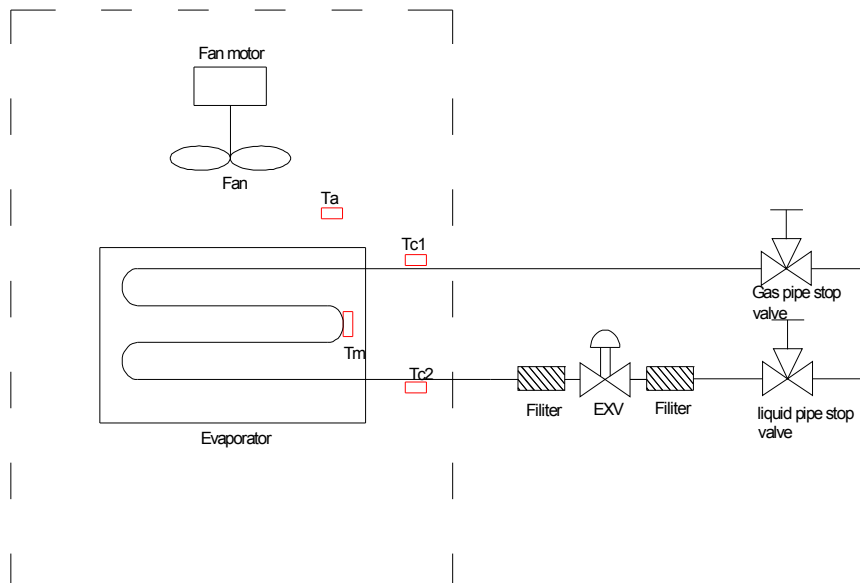 Fan motor
Fan
Ta
Tc1
Gas pipe stop
valve
Tm
Tc2
Filiter
EXV
Filiter
liquid pipe stop
valve
Evaporator